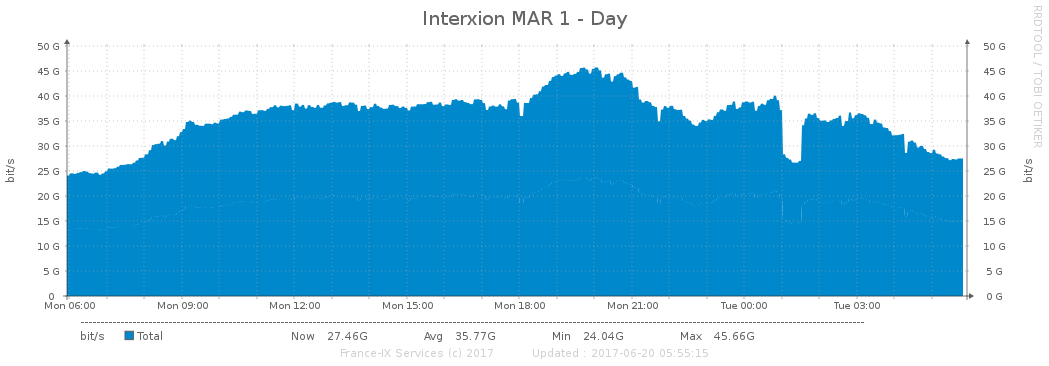 Interxion MAR 1 - Day
RRDTOOL / TOBI OETIKER
50 G 50 G
45 G 45 G
40 G 40 G
35 G 35 G
30 G 30 G
25 G 25 G
20 G 20 G
15 G 15 G
10 G 10 G
5 G 5 G
0 0 G
bit/s bit/s
Mon 06:00 Mon 09:00 Mon 12:00 Mon 15:00 Mon 18:00 Mon 21:00 Tue 00:00 Tue 03:00
bit/s Total Now 27.46G Avg 35.77G Min 24.04G Max 45.66G
France-IX Services (c) 2017 Updated : 2017-06-20 05:55:15